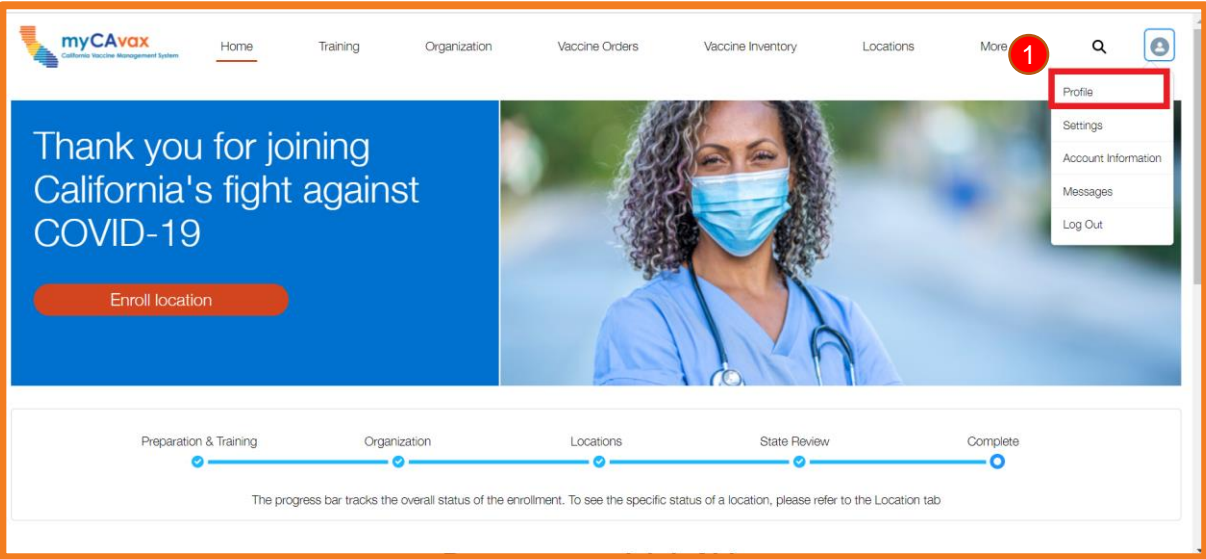 myCAvax
California Vaccine Management System
Home
Training
Organization
Vaccine Orders
Vaccine Inventory
Locations
More
1
Profile
Settings
Account Information
Messages
Log Out
Thank you for joining
California's fight against
COVID-19
Enroll location
Preparation & Training
Organization
Locations
State Review
Complete
The progress bar tracks the overall status of the enrollment. To see the specific status of a location, please refer to the Location tab